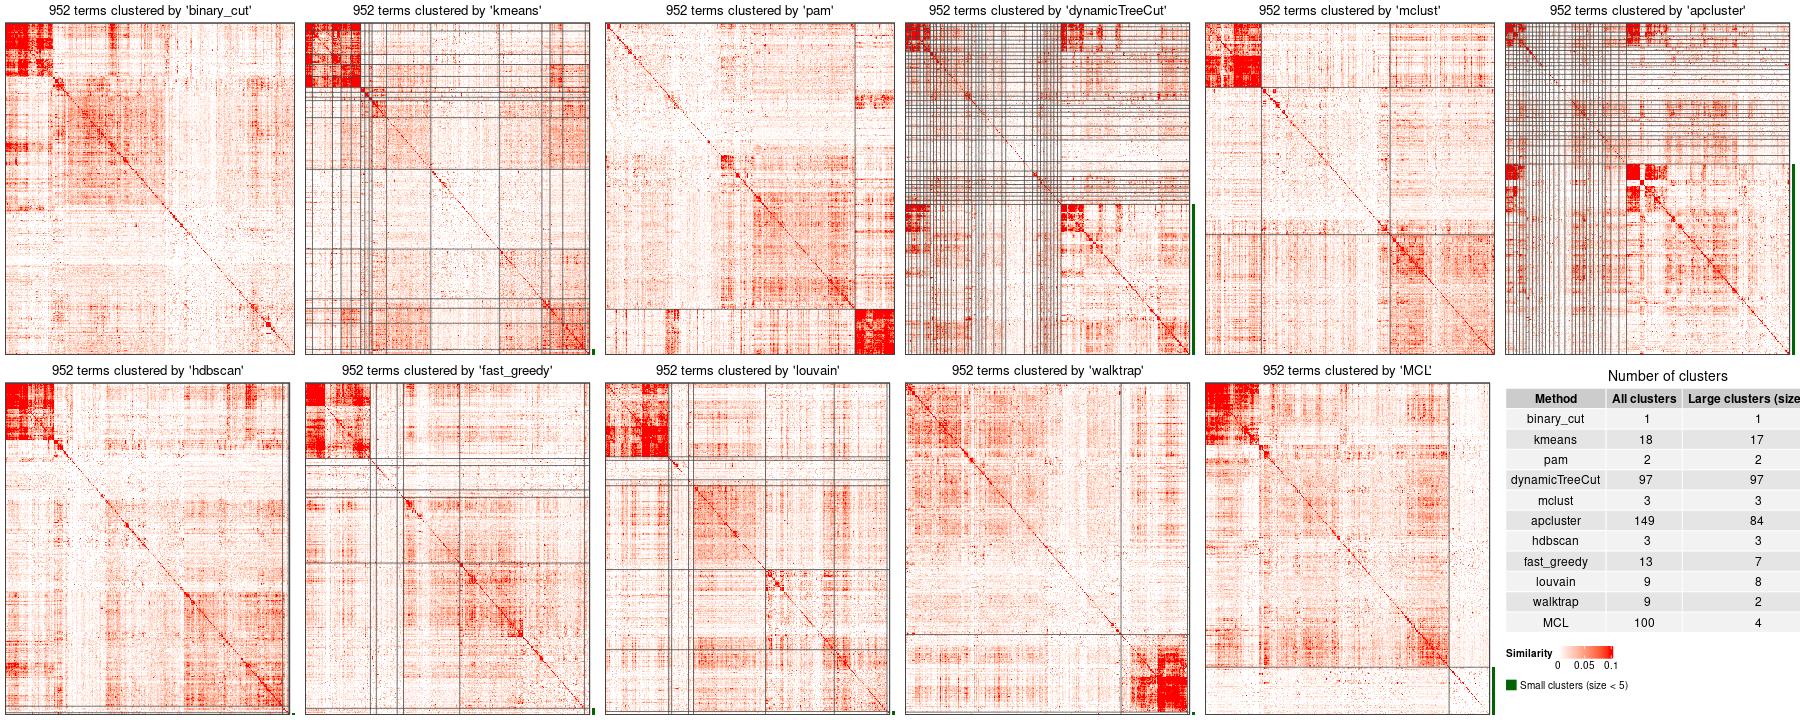 952 terms clustered by 'binary_cut'
952 terms clustered by 'kmeans'
952 terms clustered by 'pam'
952 terms clustered by 'dynamicTreeCut'
952 terms clustered by 'mclust'
952 terms clustered by 'apcluster'
952 terms clustered by 'hdbscan'
952 terms clustered by 'fast_greedy'
952 terms clustered by 'louvain'
952 terms clustered by 'walktrap'
952 terms clustered by 'MCL'
Number of clusters
Method All clusters Large clusters (size
binary_cut 1 1
kmeans 18 17
pam 2 2
dynamicTreeCut 97 97
mclust 3 3
apcluster 149 84
hdbscan 3 3
fast_greedy 13 7
louvain 9 8
walktrap 9 2
MCL 100 4
Similarity
0 0.05 0.1
Small clusters (size < 5)